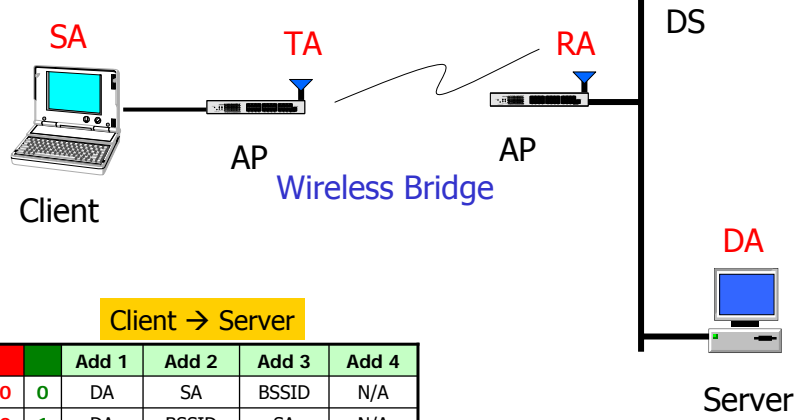 DS
SA
TA
RA
AP
AP
Wireless Bridge
Client
DA
Client → Server
Add 1 Add 2 Add 3 Add 4
0 0 DA SA BSSID N/A
Server